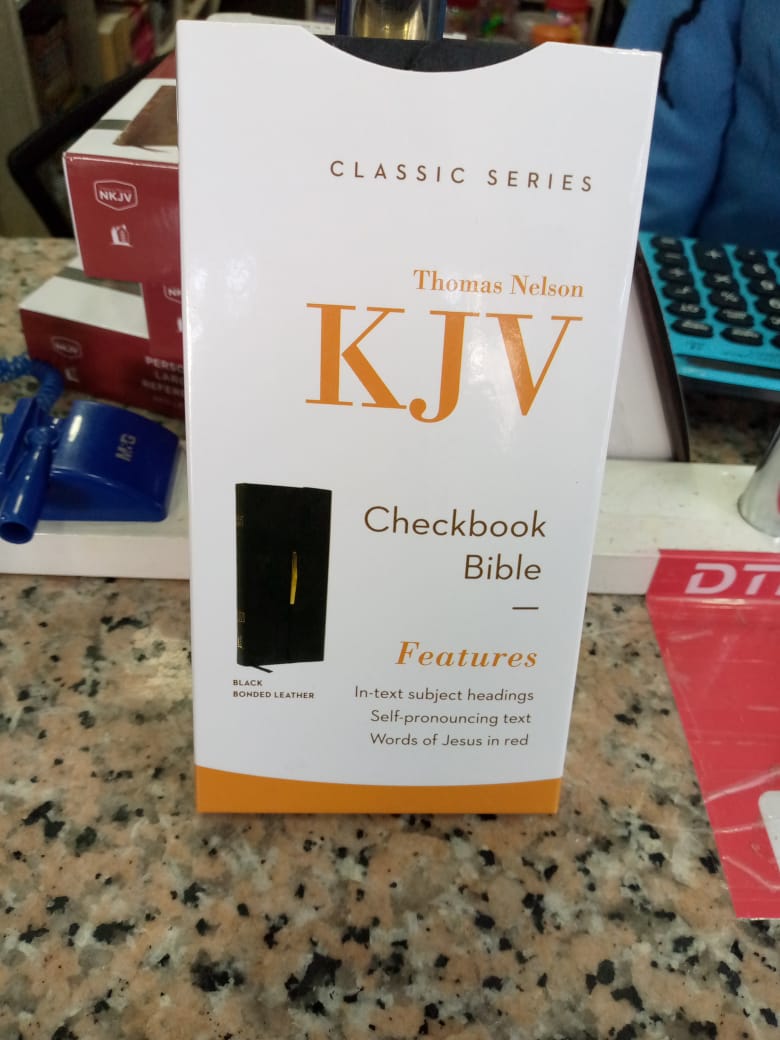 CLASSIC SERIES
Thomas Nelson
KJV
Checkbook
Bible
Features
In-text subject headings
Self-pronouncing text
Words of Jesus in red
BLACK
BONDED LEATHER
NKJV
NKJV
M&G